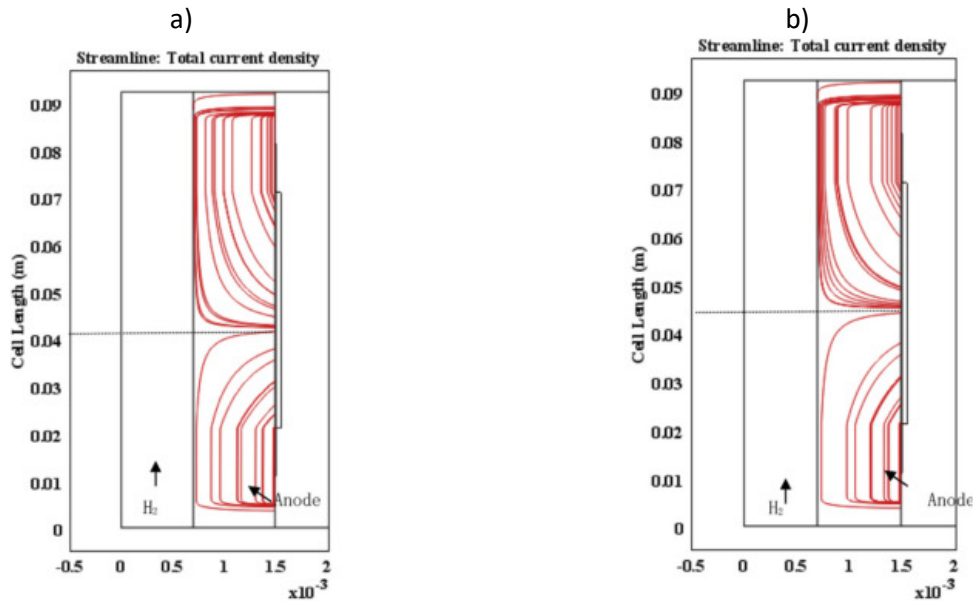 a)
Streamline: Total current density
Cell Length (m)
0.09
0.08
0.07
0.06
0.05
0.04
0.03
0.02
0.01
0
H₂
Anode
-0.5 0 0.5 1 1.5 2
x10⁻³
b)
Streamline: Total current density
Cell Length (m)
0.09
0.08
0.07
0.06
0.05
0.04
0.03
0.02
0.01
0
H₂
Anode
-0.5 0 0.5 1 1.5 2
x10⁻³